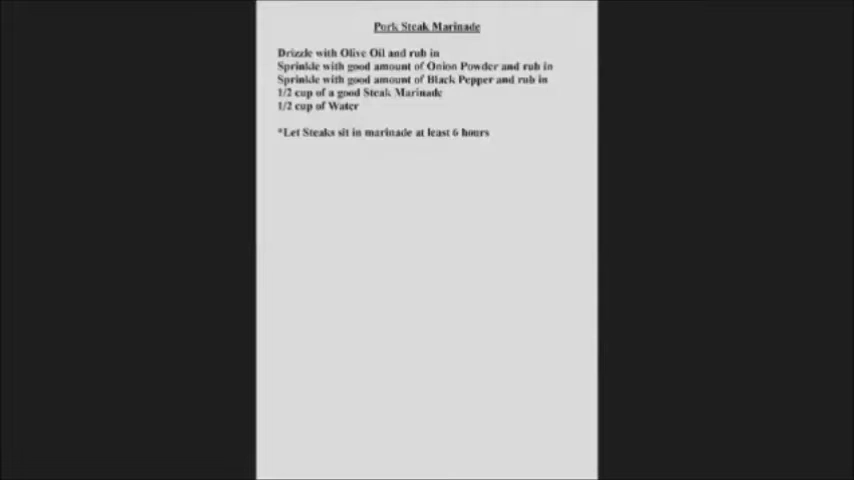 Pork Steak Marinade
Drizzle with Olive Oil and rub in
Sprinkle with good amount of Onion Powder and rub in
Sprinkle with good amount of Black Pepper and rub in
1/2 cup of a good Steak Marinade
1/2 cup of Water
*Let Steaks sit in marinade at least 6 hours